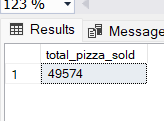 123 %
Results
Message
total_pizza_sold
1
49574